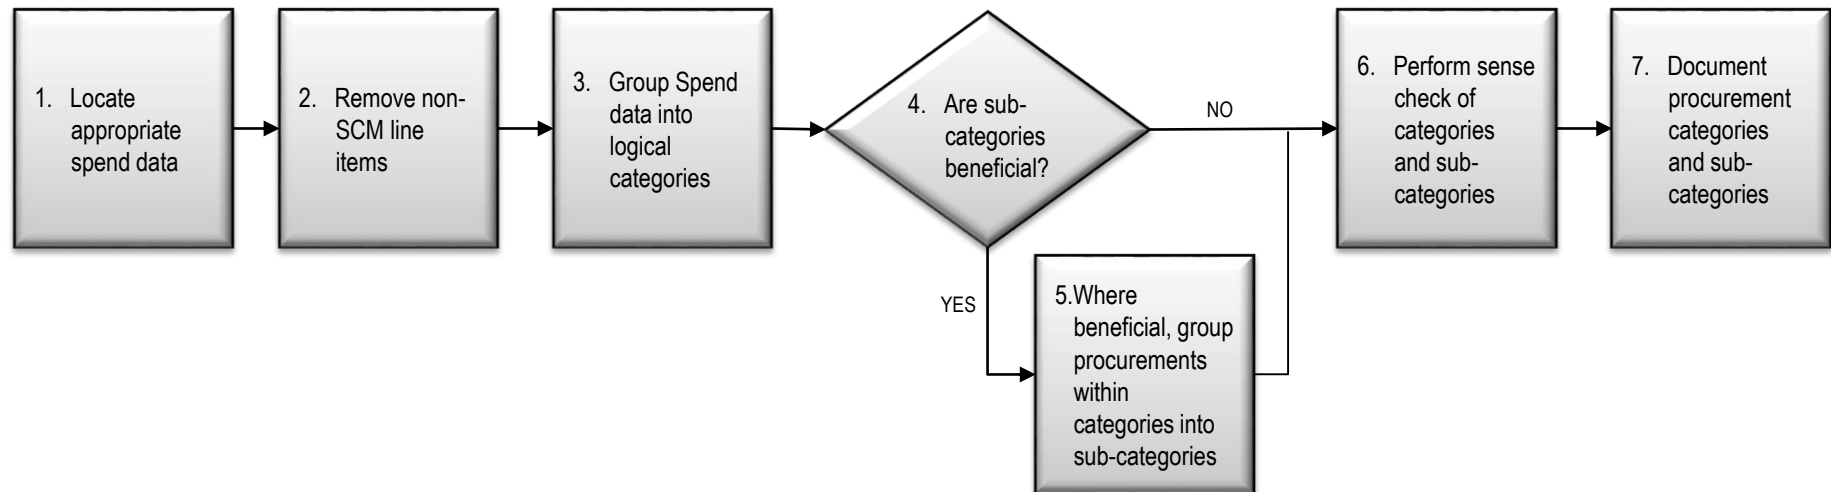 1. Locate
appropriate
spend data
2. Remove non-
SCM line
items
3. Group Spend
data into
logical
categories
4. Are sub-
categories
beneficial?
NO
YES
5.Where
beneficial, group
procurements
within
categories into
sub-categories
6. Perform sense
check of
categories
and sub-
categories
7. Document
procurement
categories
and sub-
categories